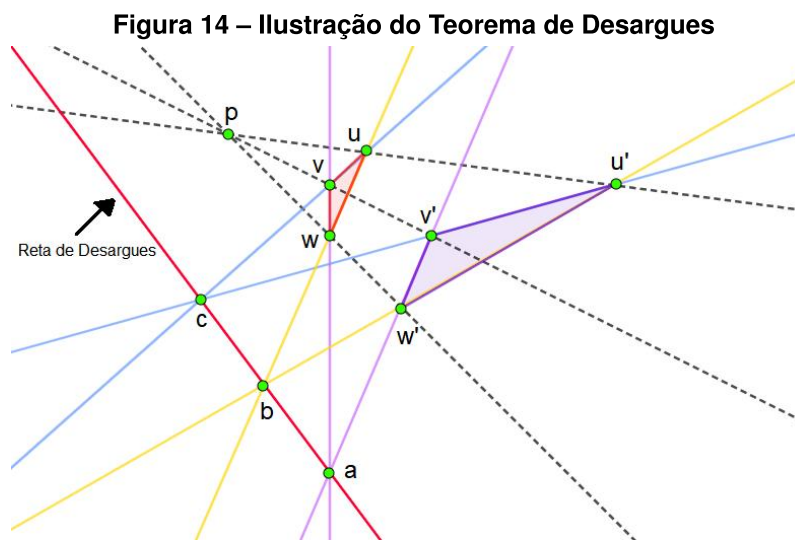 Figura 14 – Ilustração do Teorema de Desargues
p
u
v
u'
v'
w
Reta de Desargues
c
w'
b
a